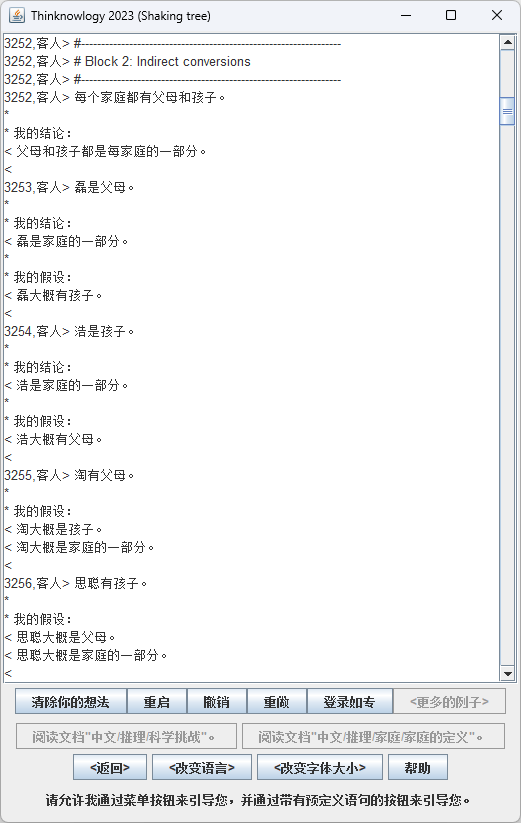 Thinknowlogy 2023 (Shaking tree)
3252,客人> #----------------------------------------------------------------
3252,客人> # Block 2: Indirect conversions
3252,客人> #----------------------------------------------------------------
3252,客人> 每个家庭都有父母和孩子。
*
* 我的结论：
< 父母和孩子都是每家庭的一部分。
<
3253,客人> 磊是父母。
*
* 我的结论：
< 磊是家庭的一部分。
*
* 我的假设：
< 磊大概有孩子。
<
3254,客人> 浩是孩子。
*
* 我的结论：
< 浩是家庭的一部分。
*
* 我的假设：
< 浩大概有父母。
<
3255,客人> 淘有父母。
*
* 我的假设：
< 淘大概是孩子。
< 淘大概是家庭的一部分。
<
3256,客人> 思聪有孩子。
*
* 我的假设：
< 思聪大概是父母。
< 思聪大概是家庭的一部分。
<
清除你的想法 重启 撤销 重做 登录如专 <更多的例子>
阅读文档"中文/推理/科学挑战"。 阅读文档"中文/推理/家庭/家庭的定义"。
<返回> <改变语言> <改变字体大小> 帮助
请允许我通过菜单按钮来引导您，并通过带有预定义语句的按钮来引导您。